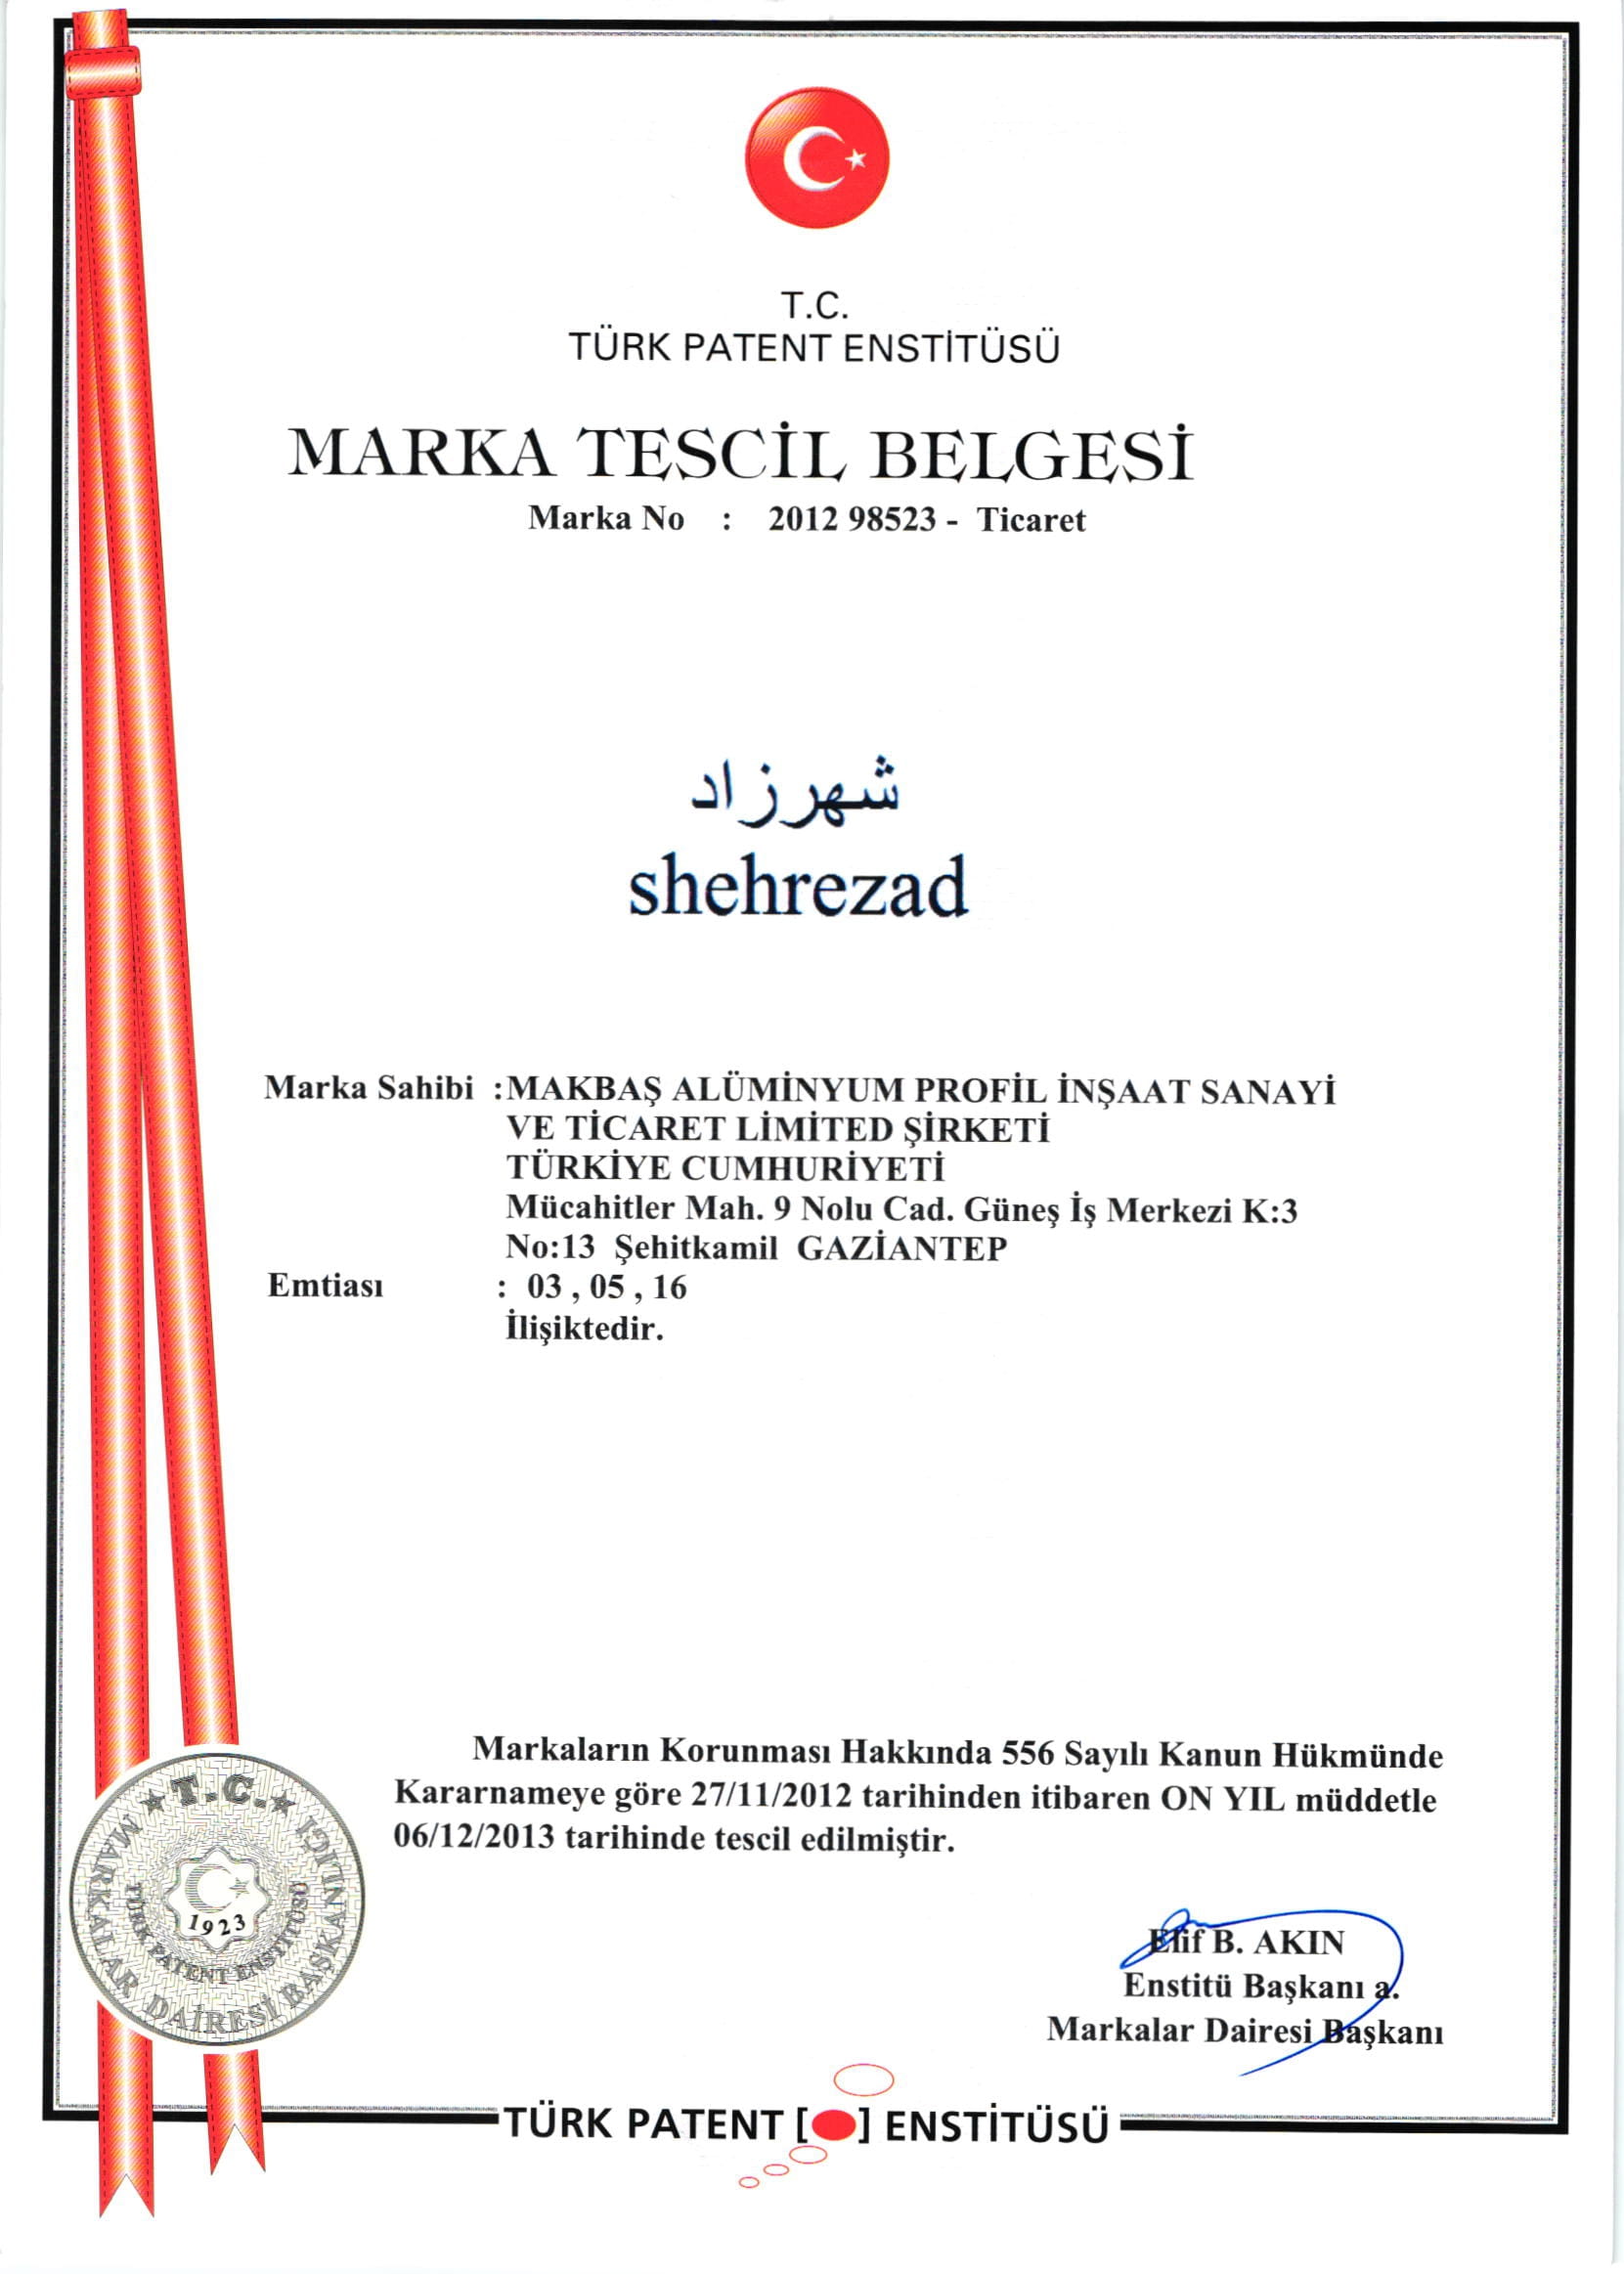 T.C.
TÜRK PATENT ENSTİTÜSÜ
MARKA TESCİL BELGESİ
Marka No : 2012 98523 - Ticaret
شهرزاد
shehrezad
Marka Sahibi :MAKBAŞ ALÜMİNYUM PROFİL İNŞAAT SANAYİ
VE TİCARET LİMİTED ŞİRKETİ
TÜRKİYE CUMHURİYETİ
Mücahitler Mah. 9 Nolu Cad. Güneş İş Merkezi K:3
No:13 Şehitkamil GAZİANTEP
Emtiası : 03 , 05 , 16
İlişiktedir.
Markaların Korunması Hakkında 556 Sayılı Kanun Hükmünde
Kararnameye göre 27/11/2012 tarihinden itibaren ON YIL müddetle
06/12/2013 tarihinde tescil edilmiştir.
★ T.C. ★
MARKALAR DAİRESİ BAŞKANLIĞI
TÜRK PATENT ENSTİTÜSÜ
1923
Elif B. AKIN
Enstitü Başkanı a.
Markalar Dairesi Başkanı
TÜRK PATENT [●] ENSTİTÜSÜ